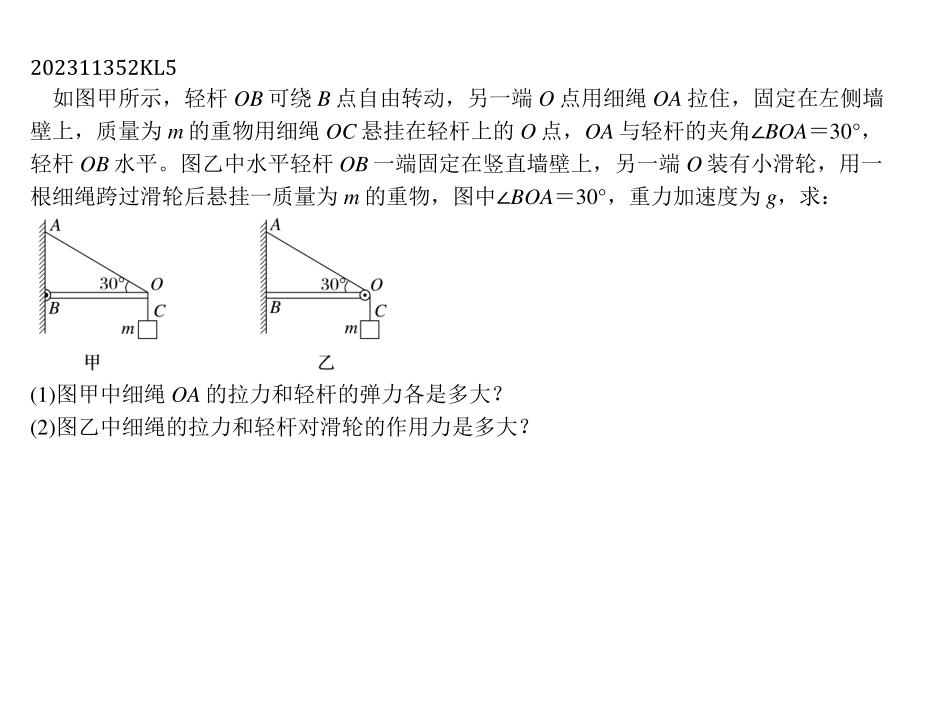 202311352KL5
如图甲所示，轻杆 OB 可绕 B 点自由转动，另一端 O 点用细绳 OA 拉住，固定在左侧墙
壁上，质量为 m 的重物用细绳 OC 悬挂在轻杆上的 O 点，OA 与轻杆的夹角∠BOA＝30°，
轻杆 OB 水平。图乙中水平轻杆 OB 一端固定在竖直墙壁上，另一端 O 装有小滑轮，用一
根细绳跨过滑轮后悬挂一质量为 m 的重物，图中∠BOA＝30°，重力加速度为 g，求：
A
30°
O
B
C
m
甲
A
30°
O
B
C
m
乙
(1)图甲中细绳 OA 的拉力和轻杆的弹力各是多大？
(2)图乙中细绳的拉力和轻杆对滑轮的作用力是多大？